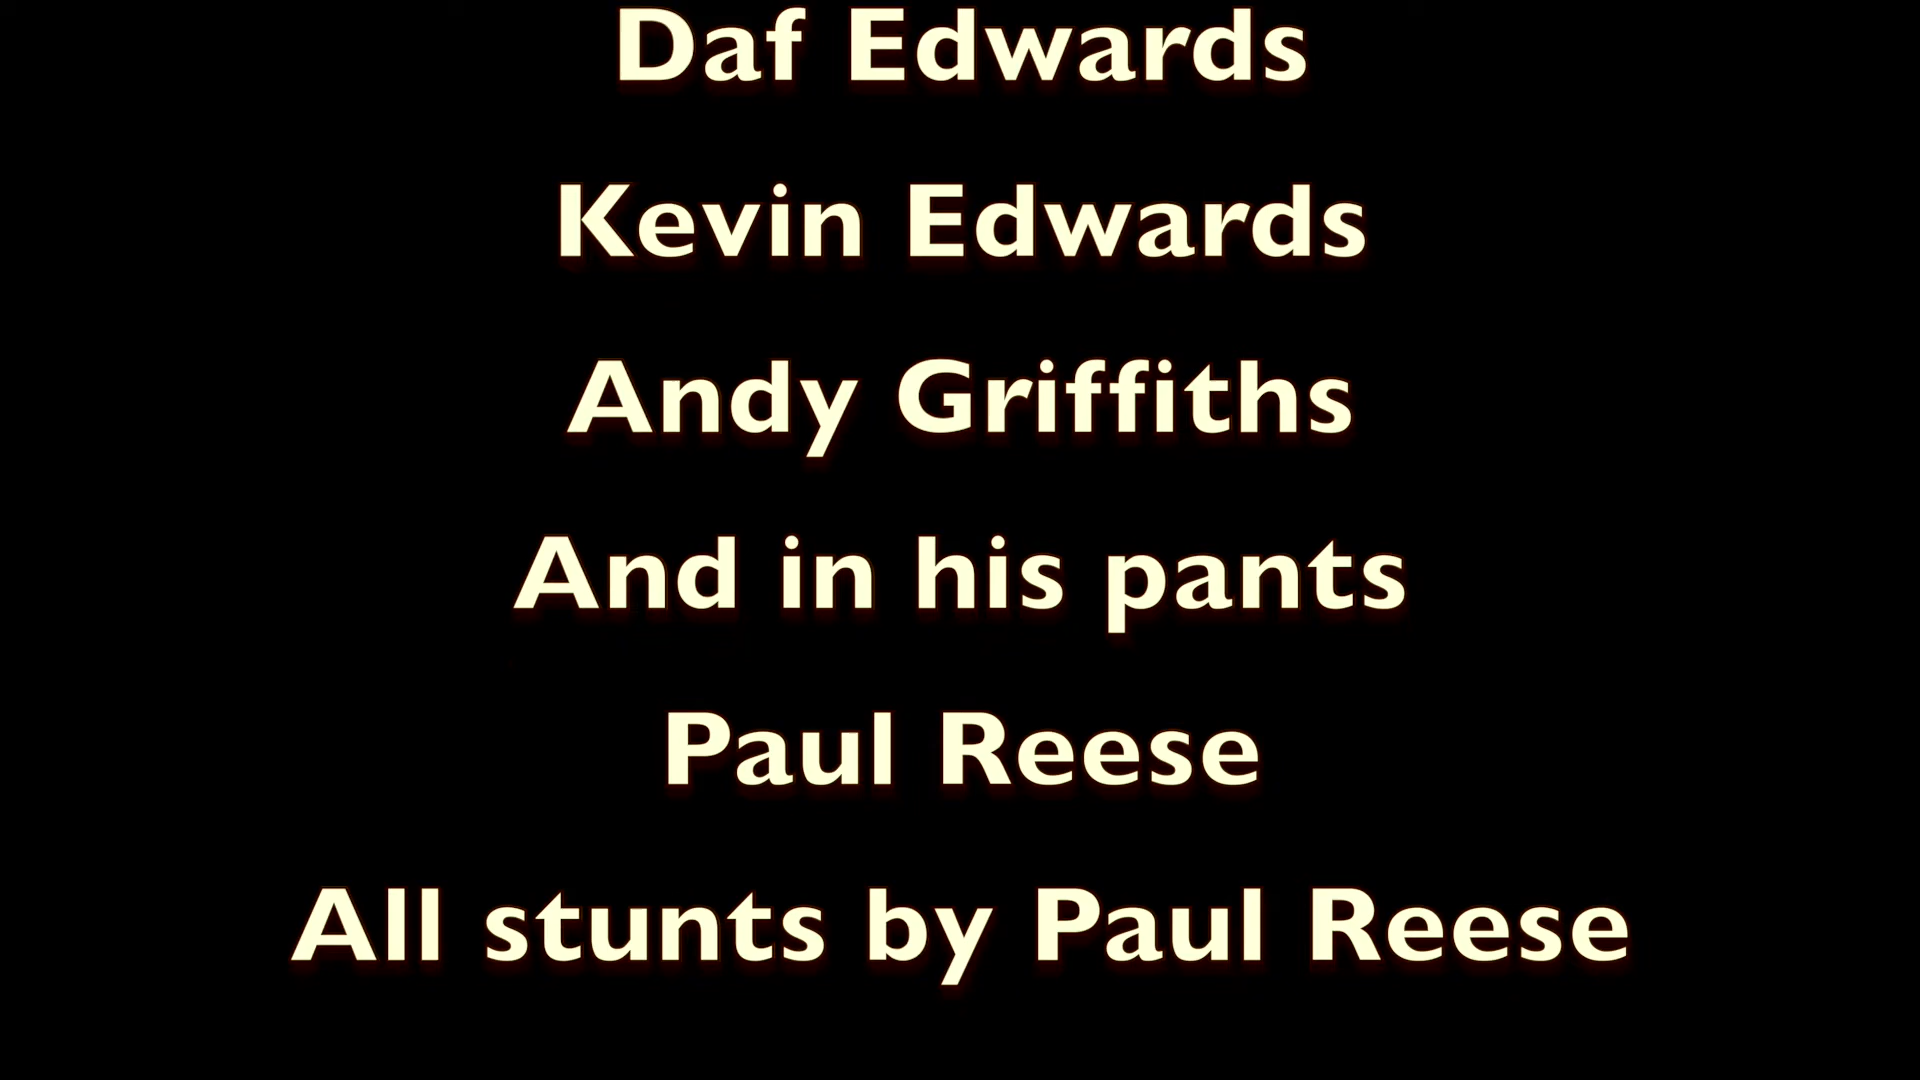 Daf Edwards
Kevin Edwards
Andy Griffiths
And in his pants
Paul Reese
All stunts by Paul Reese